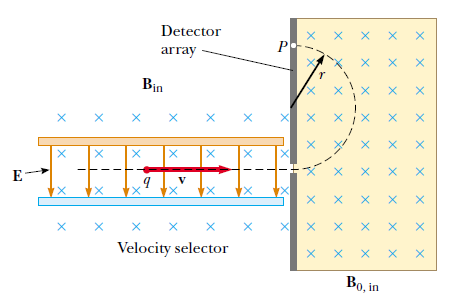 Detector
array
P
r
B_in
E
q
v
Velocity selector
B_0, in